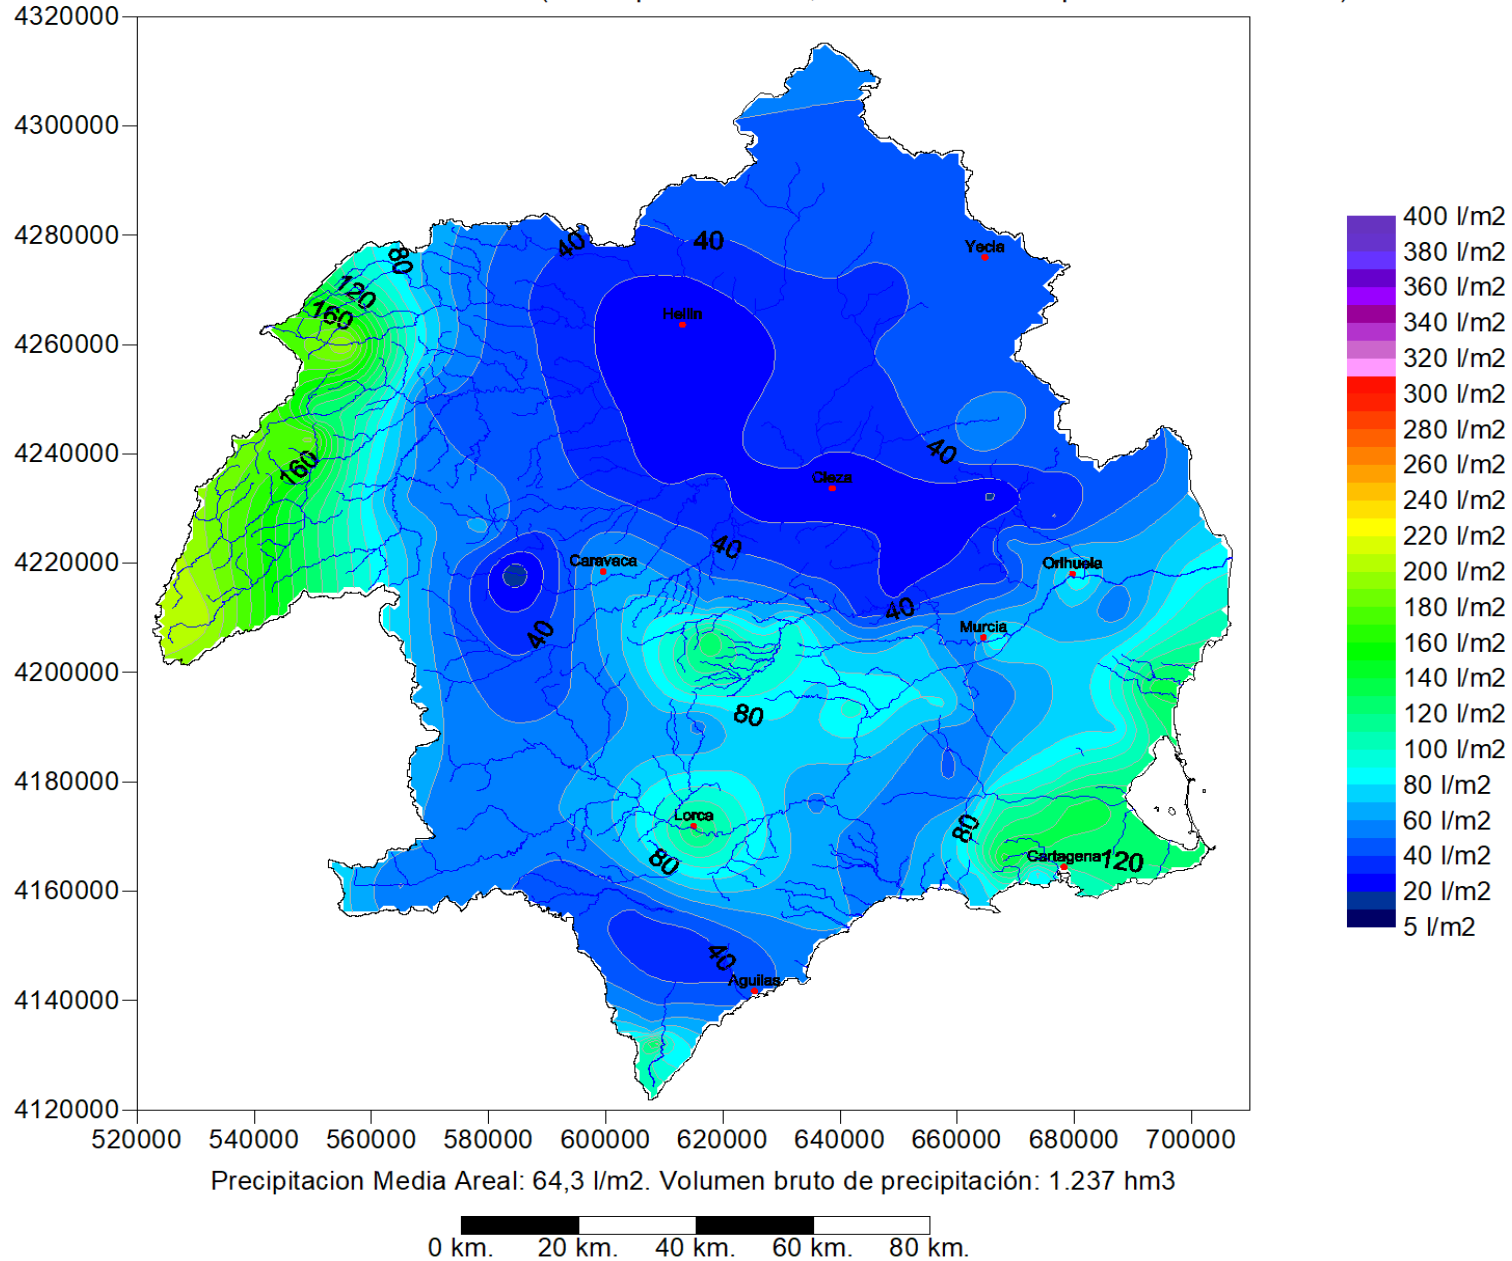 4320000
4300000
4280000
4260000
4240000
4220000
4200000
4180000
4160000
4140000
4120000
520000 540000 560000 580000 600000 620000 640000 660000 680000 700000
80
40
40
Yecla
120
160
Hellín
160
40
Cieza
40
Caravaca
Orihuela
40
40
Murcia
80
Lorca
80
80
Cartagena 120
40
Aguilas
400 l/m2
380 l/m2
360 l/m2
340 l/m2
320 l/m2
300 l/m2
280 l/m2
260 l/m2
240 l/m2
220 l/m2
200 l/m2
180 l/m2
160 l/m2
140 l/m2
120 l/m2
100 l/m2
80 l/m2
60 l/m2
40 l/m2
20 l/m2
5 l/m2
Precipitacion Media Areal: 64,3 l/m2. Volumen bruto de precipitación: 1.237 hm3
0 km. 20 km. 40 km. 60 km. 80 km.